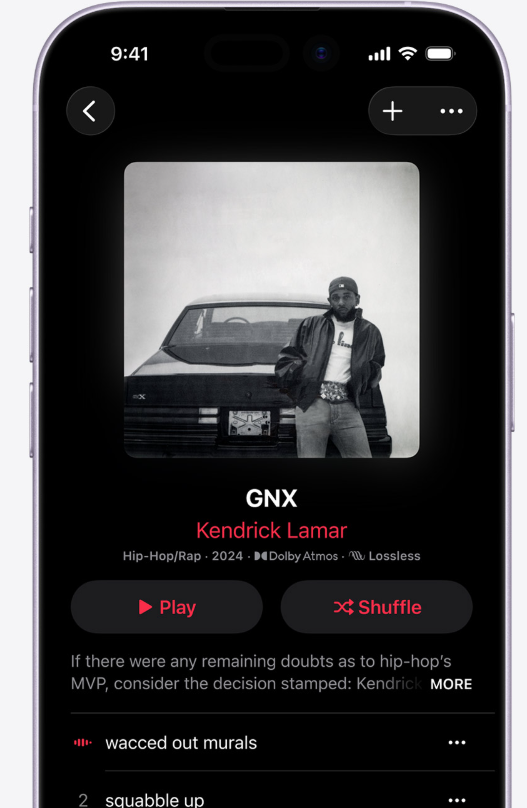 9:41
GNX
Kendrick Lamar
Hip-Hop/Rap · 2024 · Dolby Atmos · Lossless
Play
Shuffle
If there were any remaining doubts as to hip-hop's
MVP, consider the decision stamped: Kendrick MORE
wacced out murals
2 squabble up